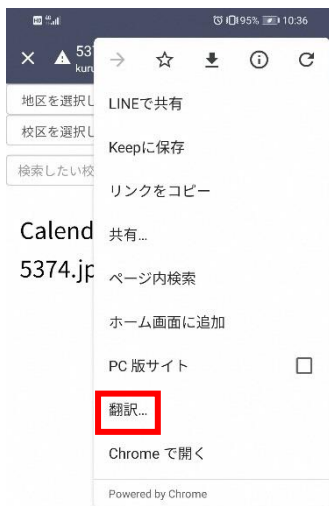 95% 10:36
53
kuru
地区を選択し
校区を選択し
検索したい校
Calend
5374.jp
LINEで共有
Keepに保存
リンクをコピー
共有...
ページ内検索
ホーム画面に追加
PC 版サイト
翻訳...
Chrome で開く
Powered by Chrome